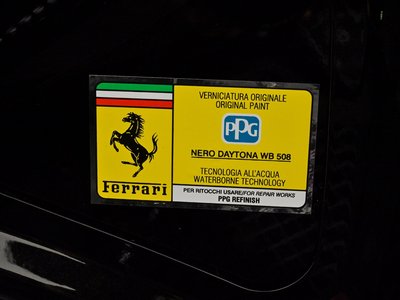 Ferrari
VERNICIATURA ORIGINALE
ORIGINAL PAINT
PPG
NERO DAYTONA WB 508
TECNOLOGIA ALL'ACQUA
WATERBORNE TECHNOLOGY
PER RITOCCHI USARE/FOR REPAIR WORKS
PPG REFINISH